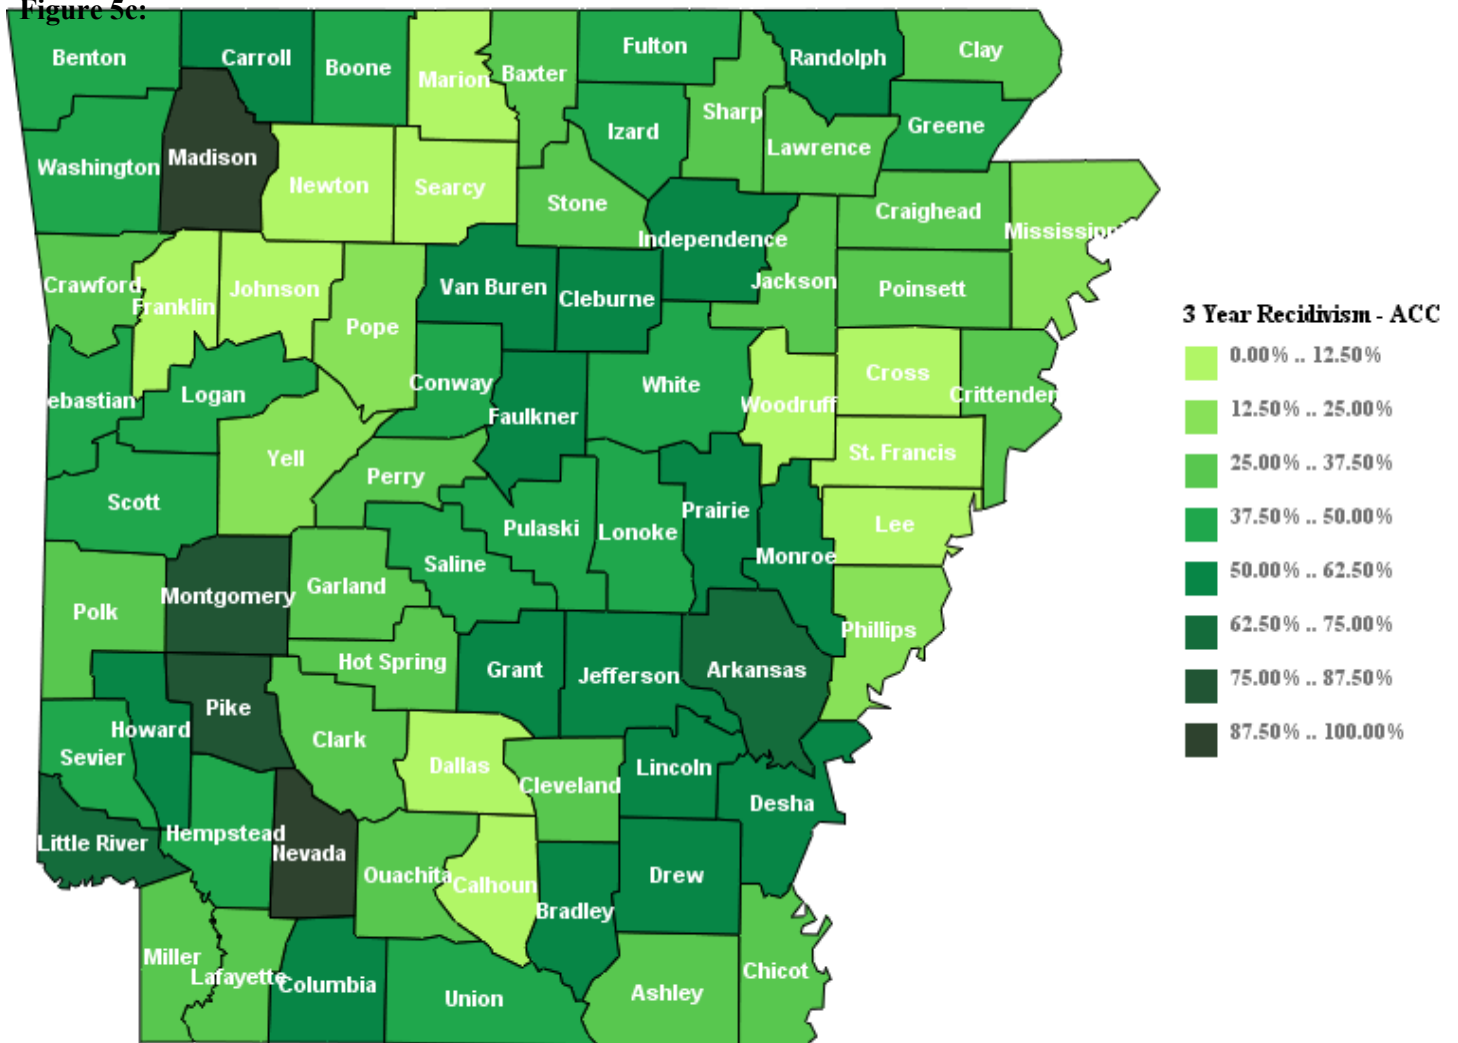 Figure 5e:
Benton
Carroll
Boone
Marion
Baxter
Fulton
Randolph
Clay
Sharp
Izard
Greene
Lawrence
Washington
Madison
Newton
Searcy
Stone
Craighead
Mississippi
Independence
Crawford
Franklin
Johnson
Pope
Van Buren
Cleburne
Jackson
Poinsett
3 Year Recidivism - ACC
0.00% .. 12.50%
12.50% .. 25.00%
25.00% .. 37.50%
37.50% .. 50.00%
50.00% .. 62.50%
62.50% .. 75.00%
75.00% .. 87.50%
87.50% .. 100.00%
ebastian
Logan
Conway
Faulkner
White
Woodruff
Cross
Crittenden
St. Francis
Yell
Perry
Scott
Pulaski
Lonoke
Prairie
Lee
Saline
Monroe
Montgomery
Garland
Polk
Phillips
Hot Spring
Grant
Jefferson
Arkansas
Pike
Howard
Clark
Sevier
Dallas
Cleveland
Lincoln
Desha
Little River
Hempstead
Nevada
Ouachita
Calhoun
Drew
Bradley
Miller
Lafayette
Columbia
Union
Ashley
Chicot